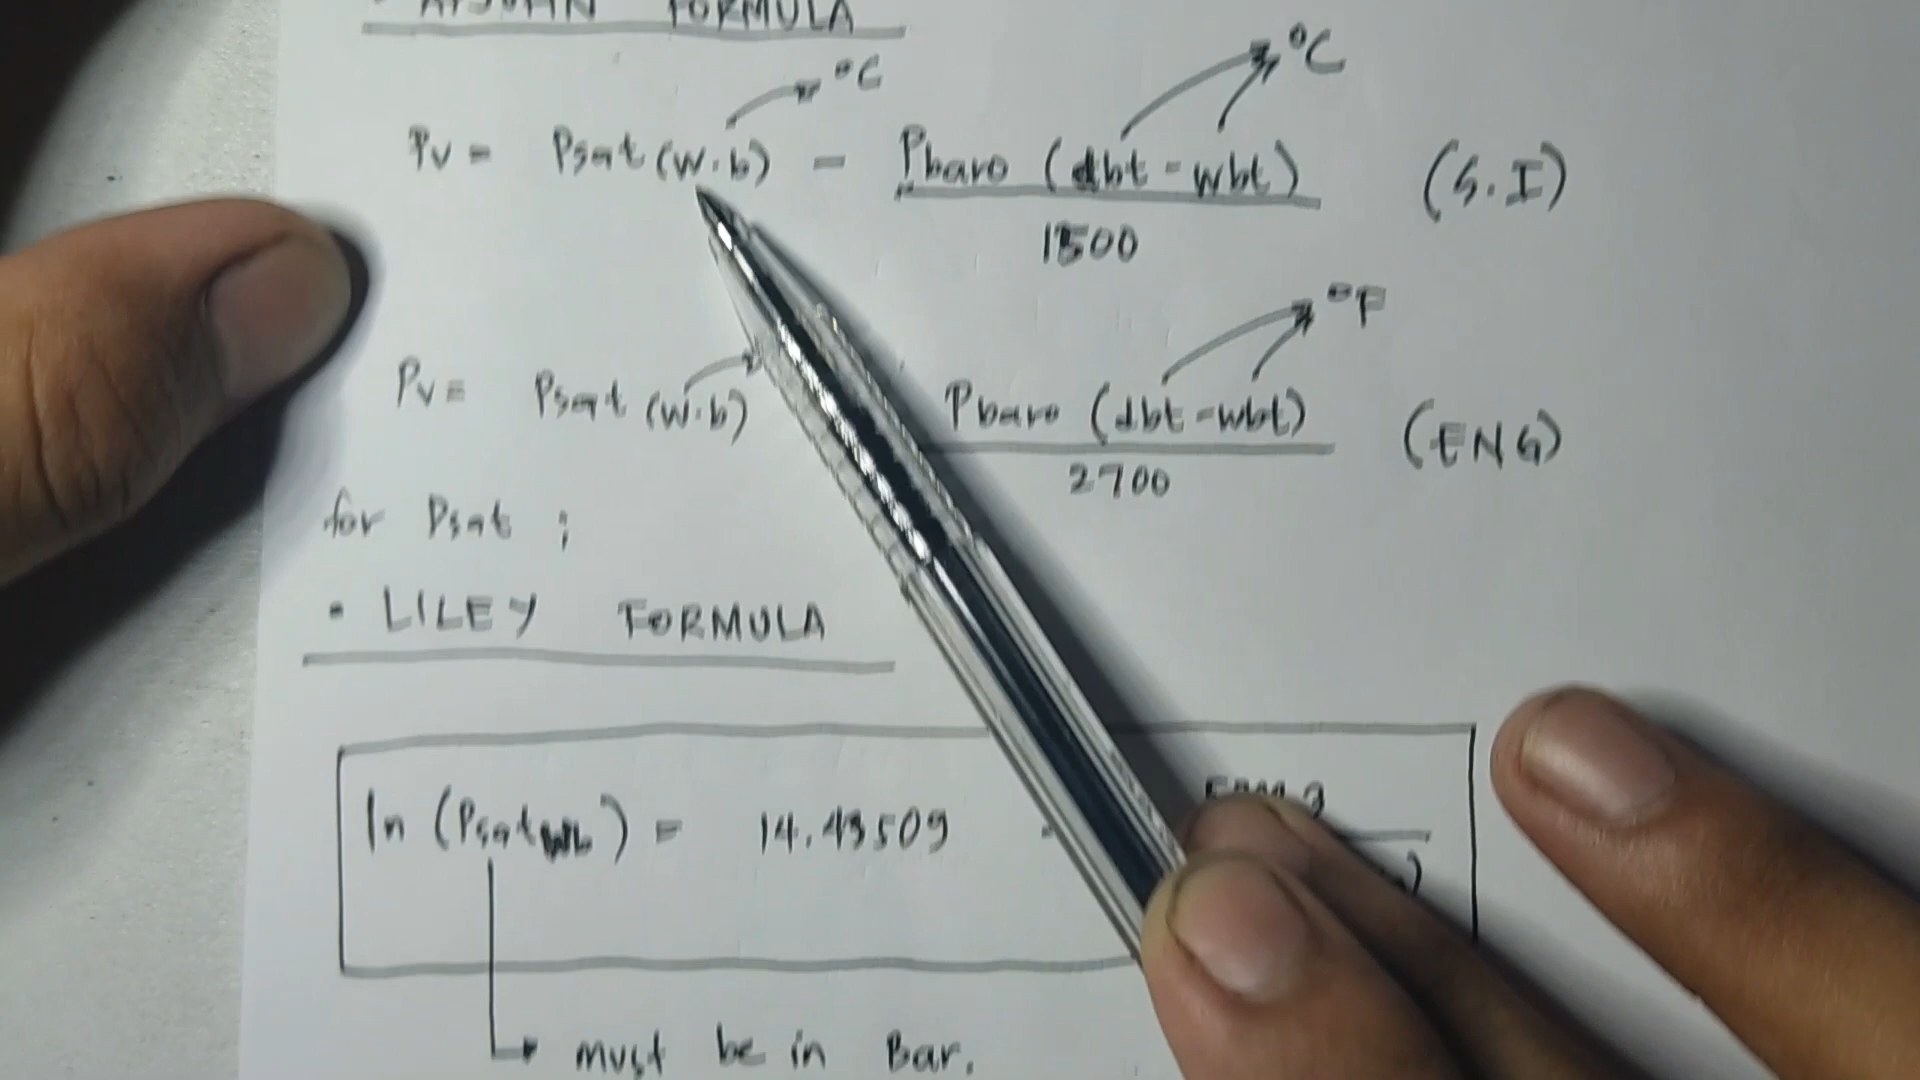 FORMULA
°C °C
Pv = Psat (w.b) - Pbaro (dbt - wbt) (S.I)
1500
°F
Pv = Psat (w.b) Pbaro (dbt - wbt) (ENG)
2700
for Psat ;
• LILEY FORMULA
ln (Psat wb) = 14.43509 -
must be in Bar.